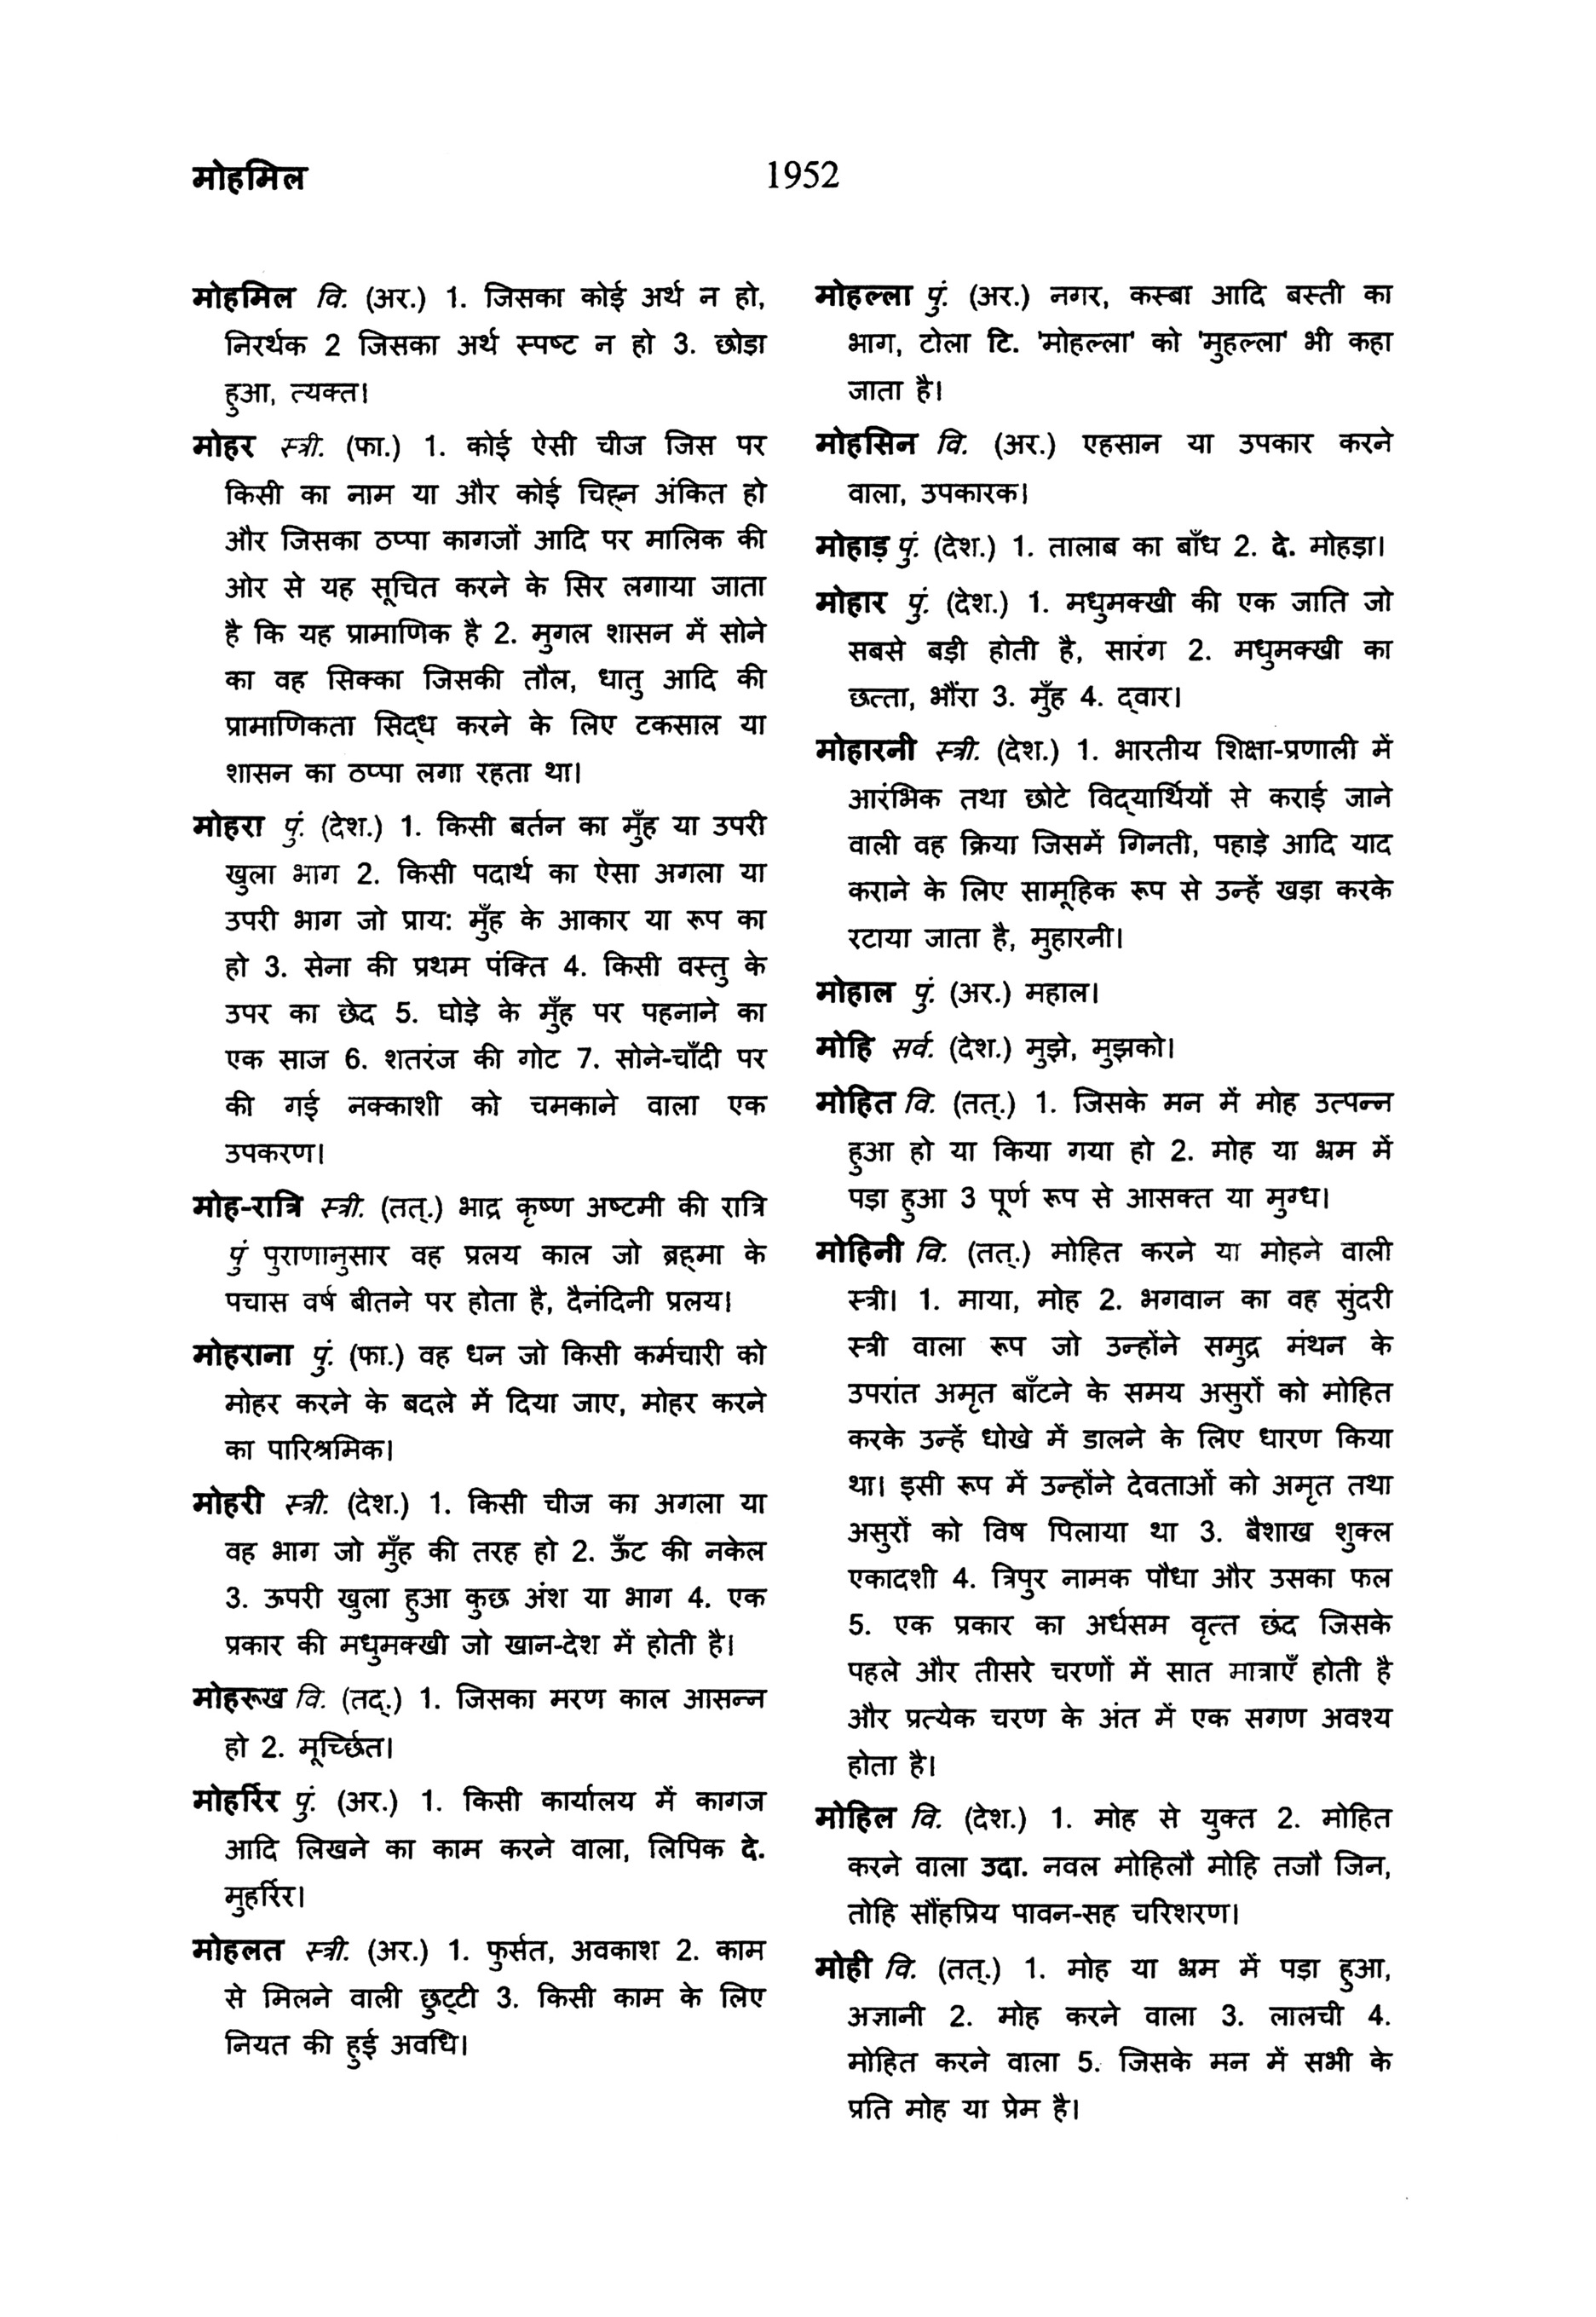 मोहमिल
1952
मोहमिल वि. (अर.) 1. जिसका कोई अर्थ न हो,
निरर्थक 2 जिसका अर्थ स्पष्ट न हो 3. छोड़ा
हुआ, त्यक्त।
मोहर स्त्री. (फा.) 1. कोई ऐसी चीज जिस पर
किसी का नाम या और कोई चिह्न अंकित हो
और जिसका ठप्पा कागजों आदि पर मालिक की
ओर से यह सूचित करने के सिर लगाया जाता
है कि यह प्रामाणिक है 2. मुगल शासन में सोने
का वह सिक्का जिसकी तौल, धातु आदि की
प्रामाणिकता सिद्ध करने के लिए टकसाल या
शासन का ठप्पा लगा रहता था।
मोहरा पुं. (देश.) 1. किसी बर्तन का मुँह या उपरी
खुला भाग 2. किसी पदार्थ का ऐसा अगला या
उपरी भाग जो प्राय: मुँह के आकार या रूप का
हो 3. सेना की प्रथम पंक्ति 4. किसी वस्तु के
उपर का छेद 5. घोड़े के मुँह पर पहनाने का
एक साज 6. शतरंज की गोट 7. सोने-चाँदी पर
की गई नक्काशी को चमकाने वाला एक
उपकरण।
मोह-रात्रि स्त्री. (तत्.) भाद्र कृष्ण अष्टमी की रात्रि
पुं पुराणानुसार वह प्रलय काल जो ब्रह्मा के
पचास वर्ष बीतने पर होता है, दैनंदिनी प्रलय।
मोहराना पुं. (फा.) वह धन जो किसी कर्मचारी को
मोहर करने के बदले में दिया जाए, मोहर करने
का पारिश्रमिक।
मोहरी स्त्री. (देश.) 1. किसी चीज का अगला या
वह भाग जो मुँह की तरह हो 2. ऊँट की नकेल
3. ऊपरी खुला हुआ कुछ अंश या भाग 4. एक
प्रकार की मधुमक्खी जो खान-देश में होती है।
मोहरूख वि. (तद्.) 1. जिसका मरण काल आसन्न
हो 2. मूर्च्छित।
मोहर्रिर पुं. (अर.) 1. किसी कार्यालय में कागज
आदि लिखने का काम करने वाला, लिपिक दे.
मुहर्रिर।
मोहलत स्त्री. (अर.) 1. फुर्सत, अवकाश 2. काम
से मिलने वाली छुट्टी 3. किसी काम के लिए
नियत की हुई अवधि।
मोहल्ला पुं. (अर.) नगर, कस्बा आदि बस्ती का
भाग, टोला टि. 'मोहल्ला' को 'मुहल्ला' भी कहा
जाता है।
मोहसिन वि. (अर.) एहसान या उपकार करने
वाला, उपकारक।
मोहाड़ पुं. (देश.) 1. तालाब का बाँध 2. दे. मोहड़ा।
मोहार पुं. (देश.) 1. मधुमक्खी की एक जाति जो
सबसे बड़ी होती है, सारंग 2. मधुमक्खी का
छत्ता, भौंरा 3. मुँह 4. द्वार।
मोहारनी स्त्री. (देश.) 1. भारतीय शिक्षा-प्रणाली में
आरंभिक तथा छोटे विद्यार्थियों से कराई जाने
वाली वह क्रिया जिसमें गिनती, पहाड़े आदि याद
कराने के लिए सामूहिक रूप से उन्हें खड़ा करके
रटाया जाता है, मुहारनी।
मोहाल पुं. (अर.) महाल।
मोहि सर्व. (देश.) मुझे, मुझको।
मोहित वि. (तत्.) 1. जिसके मन में मोह उत्पन्न
हुआ हो या किया गया हो 2. मोह या भ्रम में
पड़ा हुआ 3 पूर्ण रूप से आसक्त या मुग्ध।
मोहिनी वि. (तत्.) मोहित करने या मोहने वाली
स्त्री। 1. माया, मोह 2. भगवान का वह सुंदरी
स्त्री वाला रूप जो उन्होंने समुद्र मंथन के
उपरांत अमृत बाँटने के समय असुरों को मोहित
करके उन्हें धोखे में डालने के लिए धारण किया
था। इसी रूप में उन्होंने देवताओं को अमृत तथा
असुरों को विष पिलाया था 3. बैशाख शुक्ल
एकादशी 4. त्रिपुर नामक पौधा और उसका फल
5. एक प्रकार का अर्धसम वृत्त छंद जिसके
पहले और तीसरे चरणों में सात मात्राएँ होती है
और प्रत्येक चरण के अंत में एक सगण अवश्य
होता है।
मोहिल वि. (देश.) 1. मोह से युक्त 2. मोहित
करने वाला उदा. नवल मोहिलौ मोहि तजौ जिन,
तोहि सौंहप्रिय पावन-सह चरिशरण।
मोही वि. (तत्.) 1. मोह या भ्रम में पड़ा हुआ,
अज्ञानी 2. मोह करने वाला 3. लालची 4.
मोहित करने वाला 5. जिसके मन में सभी के
प्रति मोह या प्रेम है।